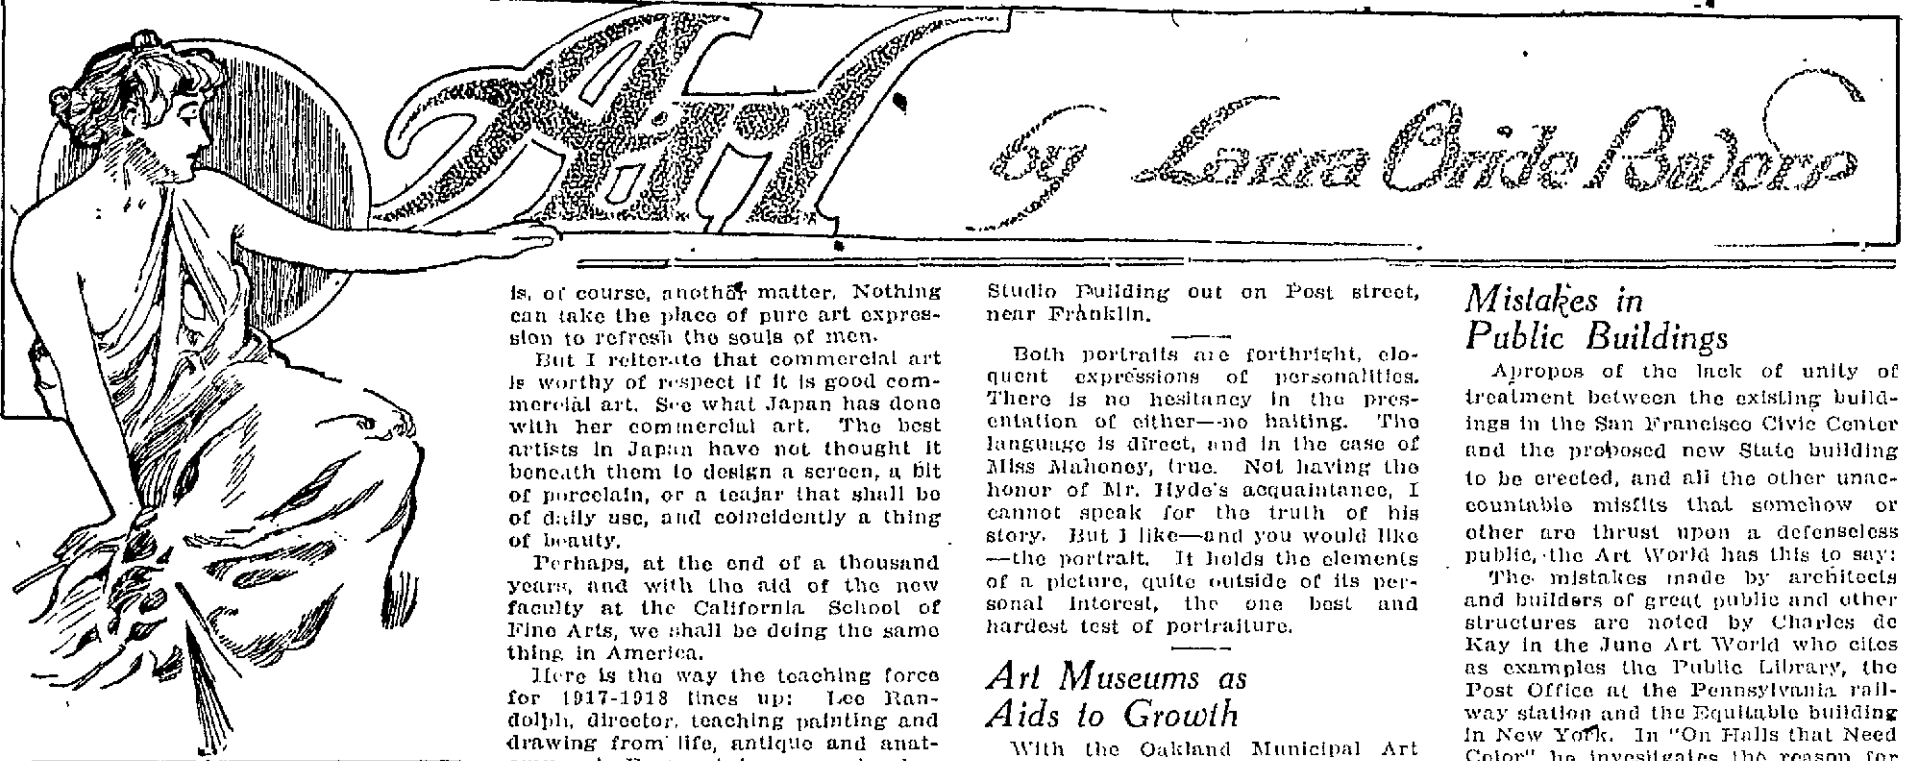 Art by Laura Bride Powers
is, of course, another matter. Nothing
can take the place of pure art expres-
sion to refresh the souls of men.
But I reiterate that commercial art
is worthy of respect if it is good com-
mercial art. See what Japan has done
with her commercial art. The best
artists in Japan have not thought it
beneath them to design a screen, a bit
of porcelain, or a teajar that shall be
of daily use, and coincidently a thing
of beauty.
Perhaps, at the end of a thousand
years, and with the aid of the new
faculty at the California School of
Fine Arts, we shall be doing the same
thing in America.
Here is the way the teaching force
for 1917-1918 lines up: Lee Ran-
dolph, director, teaching painting and
drawing from life, antique and anat-
Studio Building out on Post street,
near Franklin.
Both portraits are forthright, elo-
quent expressions of personalities.
There is no hesitancy in the pres-
entation of either—no halting. The
language is direct, and in the case of
Miss Mahoney, true. Not having the
honor of Mr. Hyde's acquaintance, I
cannot speak for the truth of his
story. But I like—and you would like
—the portrait. It holds the elements
of a picture, quite outside of its per-
sonal interest, the one best and
hardest test of portraiture.
Art Museums as
Aids to Growth
With the Oakland Municipal Art
Mistakes in
Public Buildings
Apropos of the lack of unity of
treatment between the existing build-
ings in the San Francisco Civic Center
and the proposed new State building
to be erected, and all the other unac-
countable misfits that somehow or
other are thrust upon a defenseless
public, the Art World has this to say:
The mistakes made by architects
and builders of great public and other
structures are noted by Charles de
Kay in the June Art World who cites
as examples the Public Library, the
Post Office at the Pennsylvania rail-
way station and the Equitable building
in New York. In "On Halls that Need
Color" he investigates the reason for